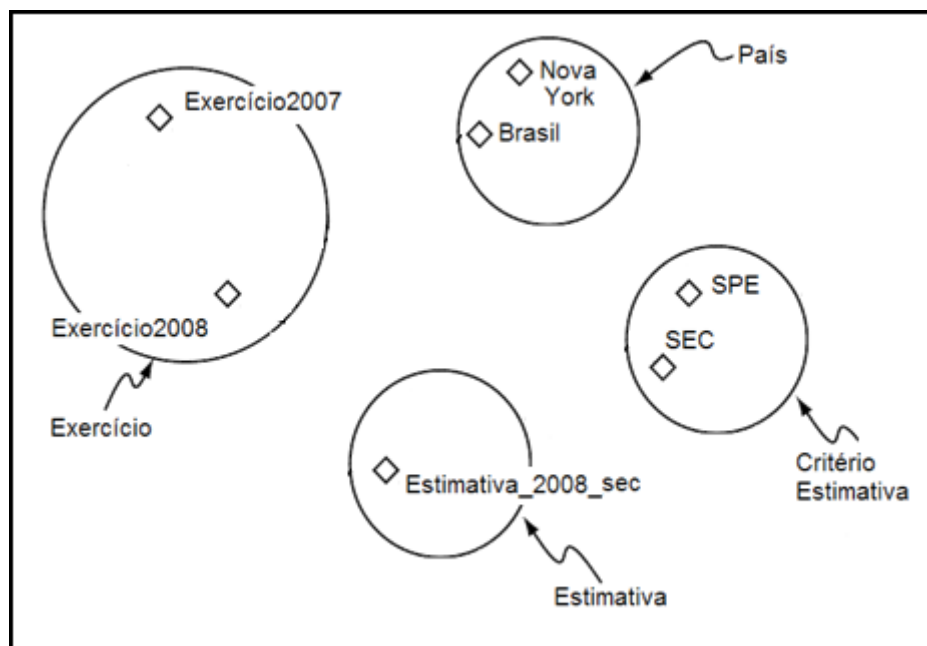 Exercício2007
Nova
York
País
Brasil
SPE
SEC
Exercício2008
Exercício
Estimativa_2008_sec
Critério
Estimativa
Estimativa